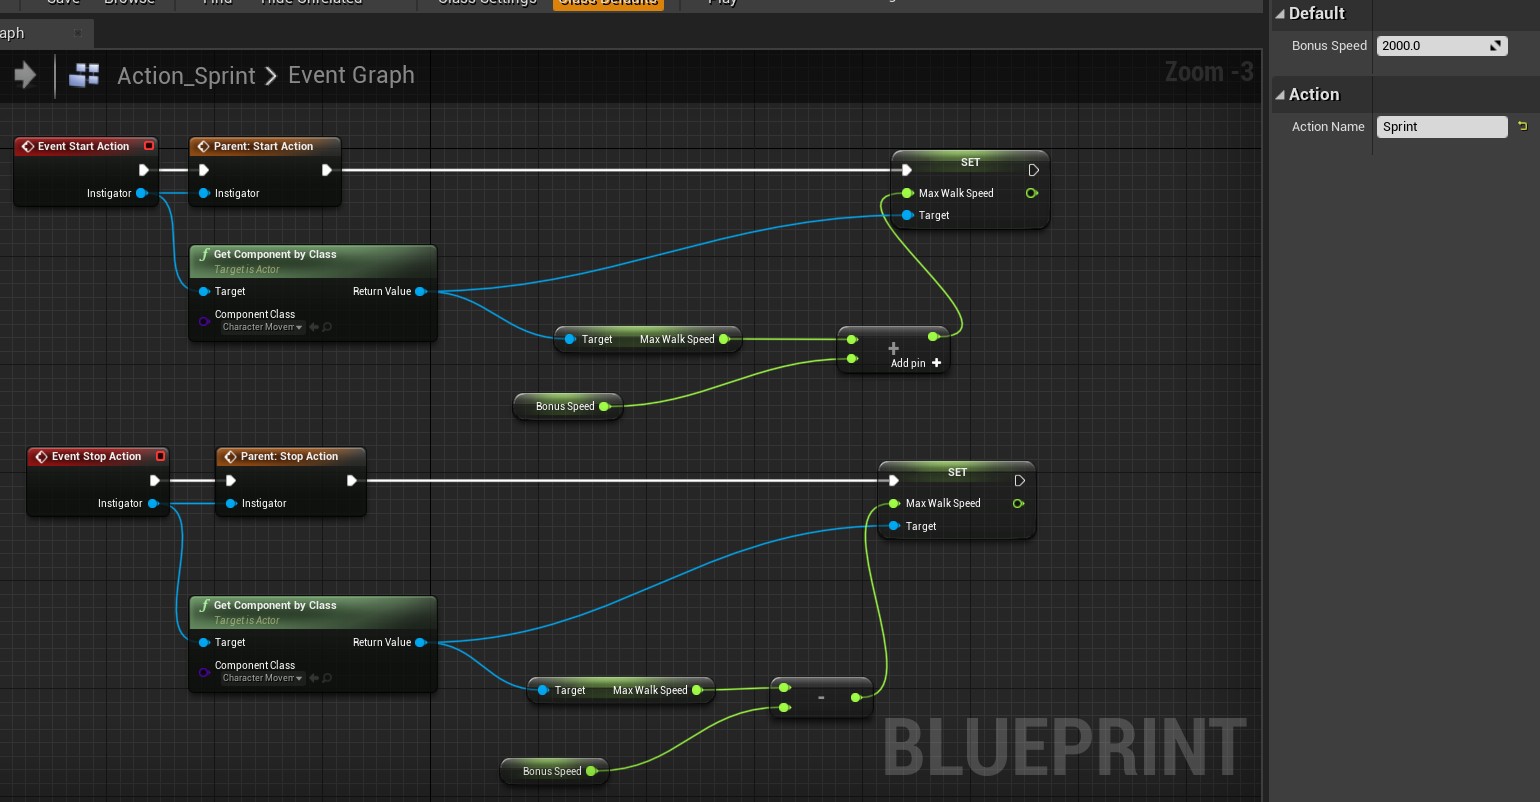 Save Browse Find Hide Unrelated Class Settings Class Defaults Play
aph
Action_Sprint > Event Graph
Zoom -3
Event Start Action
Instigator
Parent: Start Action
Instigator
SET
Max Walk Speed
Target
Get Component by Class
Target is Actor
Target Return Value
Component Class
Character Movem
Target Max Walk Speed
+
Add pin +
Bonus Speed
Event Stop Action
Instigator
Parent: Stop Action
Instigator
SET
Max Walk Speed
Target
Get Component by Class
Target is Actor
Target Return Value
Component Class
Character Movem
Target Max Walk Speed
-
Bonus Speed
BLUEPRINT
Default
Bonus Speed 2000.0
Action
Action Name Sprint